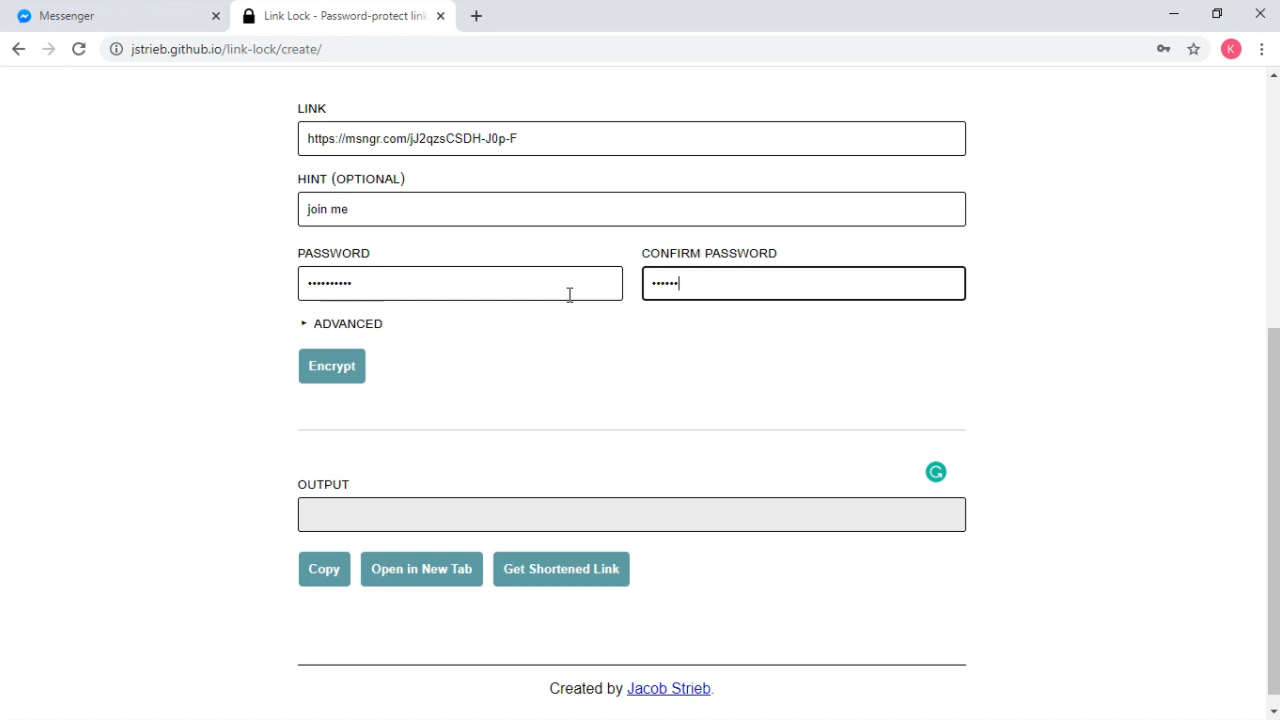 Messenger
Link Lock - Password-protect link
jstrieb.github.io/link-lock/create/
K
LINK
https://msngr.com/jJ2qzsCSDH-J0p-F
HINT (OPTIONAL)
join me
PASSWORD CONFIRM PASSWORD
•••••••••• ••••••
ADVANCED
Encrypt
OUTPUT
Copy Open in New Tab Get Shortened Link
Created by Jacob Strieb.